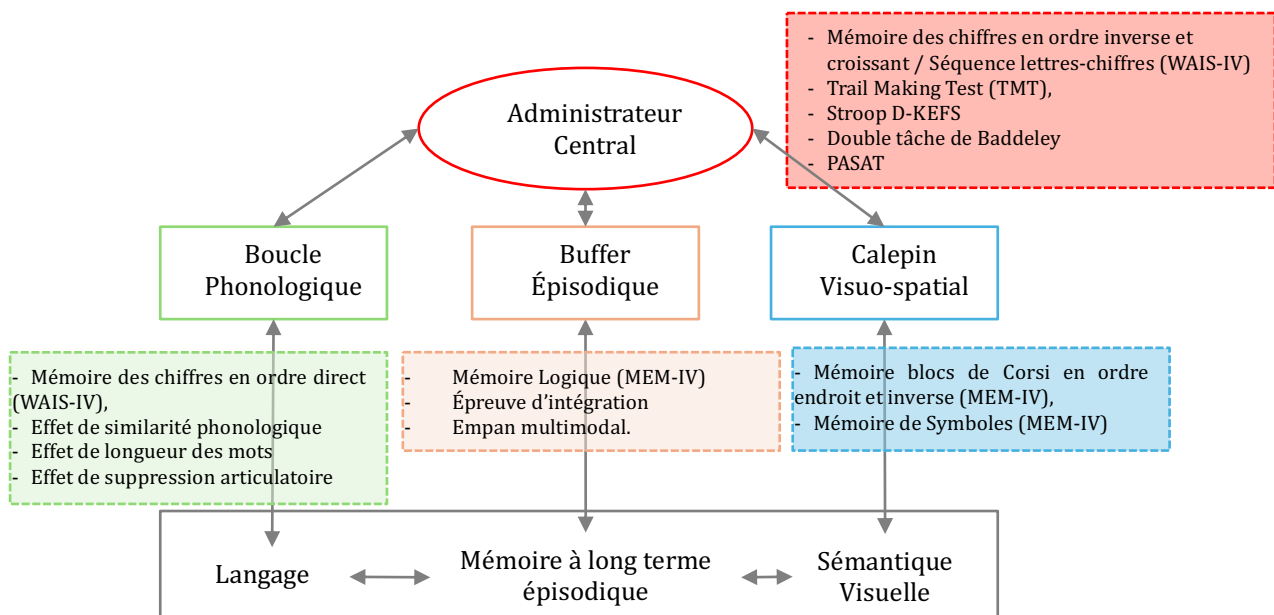 - Mémoire des chiffres en ordre inverse et
croissant / Séquence lettres-chiffres (WAIS-IV)
- Trail Making Test (TMT),
- Stroop D-KEFS
- Double tâche de Baddeley
- PASAT
Administrateur
Central
Boucle
Phonologique
Buffer
Épisodique
Calepin
Visuo-spatial
- Mémoire des chiffres en ordre direct
(WAIS-IV),
- Effet de similarité phonologique
- Effet de longueur des mots
- Effet de suppression articulatoire
- Mémoire Logique (MEM-IV)
- Épreuve d’intégration
- Empan multimodal.
- Mémoire blocs de Corsi en ordre
endroit et inverse (MEM-IV),
- Mémoire de Symboles (MEM-IV)
Langage
Mémoire à long terme
épisodique
Sémantique
Visuelle